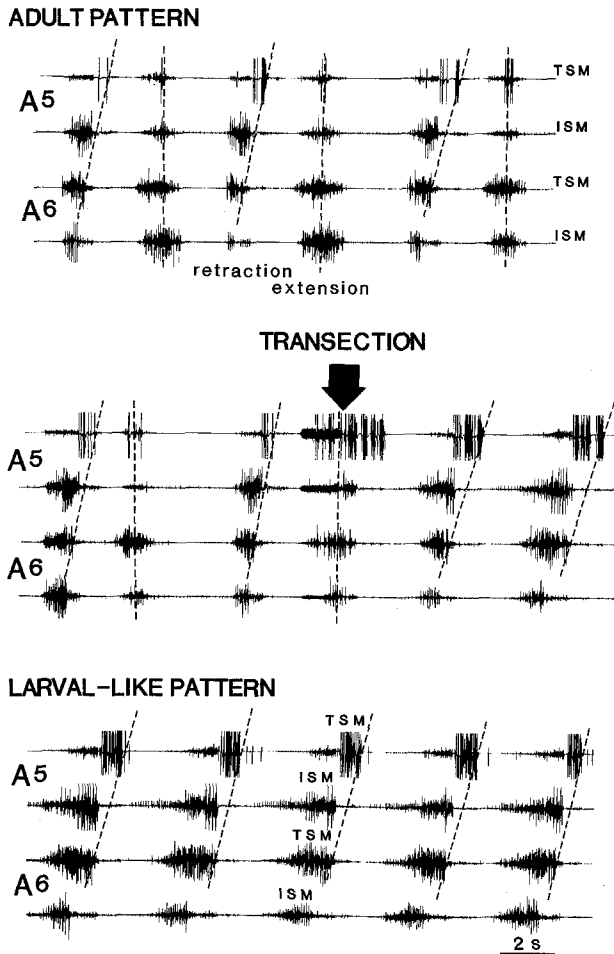 ADULT PATTERN
TSM
A5
ISM
TSM
A6
ISM
retraction
extension
TRANSECTION
A5
A6
LARVAL-LIKE PATTERN
TSM
A5
ISM
TSM
A6
ISM
2 s